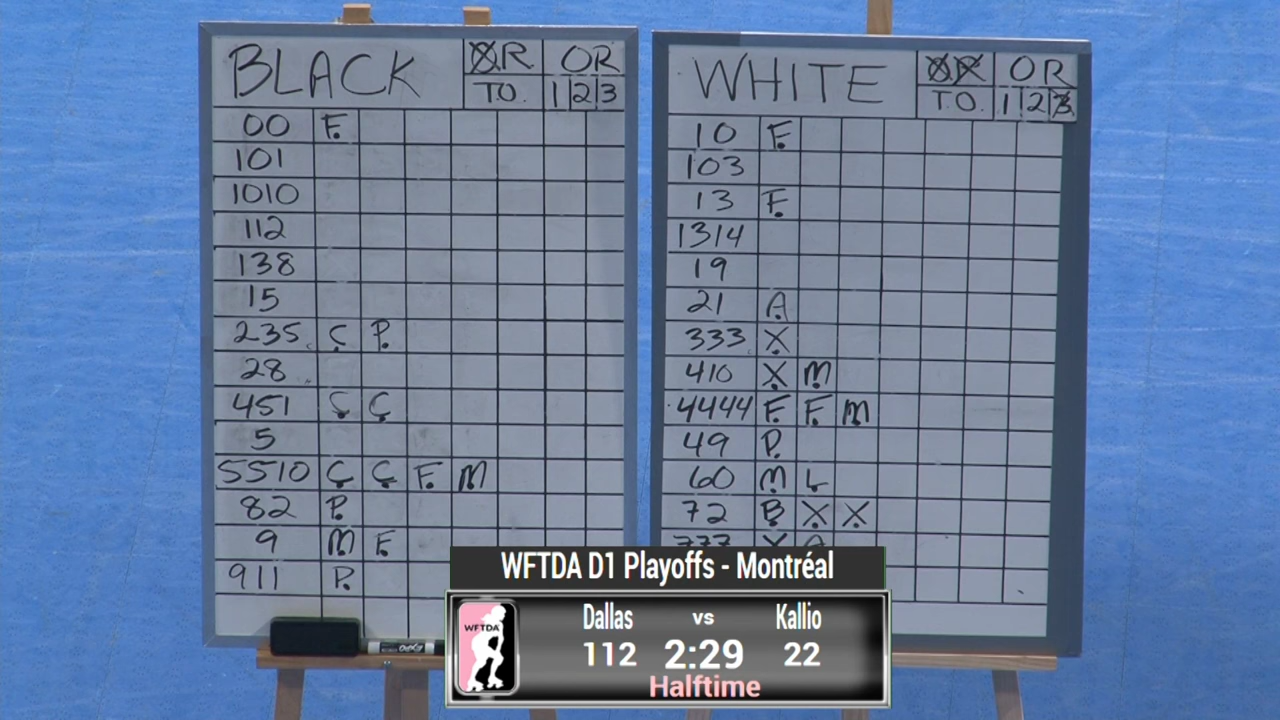 BLACK OR OR
T.O. 1 2 3
00 F
101
1010
112
138
15
235 C P
28
451 C C
5
5510 C C F M
82 P
9 M F
911 P
WHITE OR OR
T.O. 1 2 3
10 F
103
13 F
1314
19
21 A
333 X
410 X M
4444 F F M
49 P
60 M L
72 B X X
777 X A
EXPO
WFTDA D1 Playoffs - Montréal
WFTDA
Dallas vs Kallio
112 2:29 22
Halftime